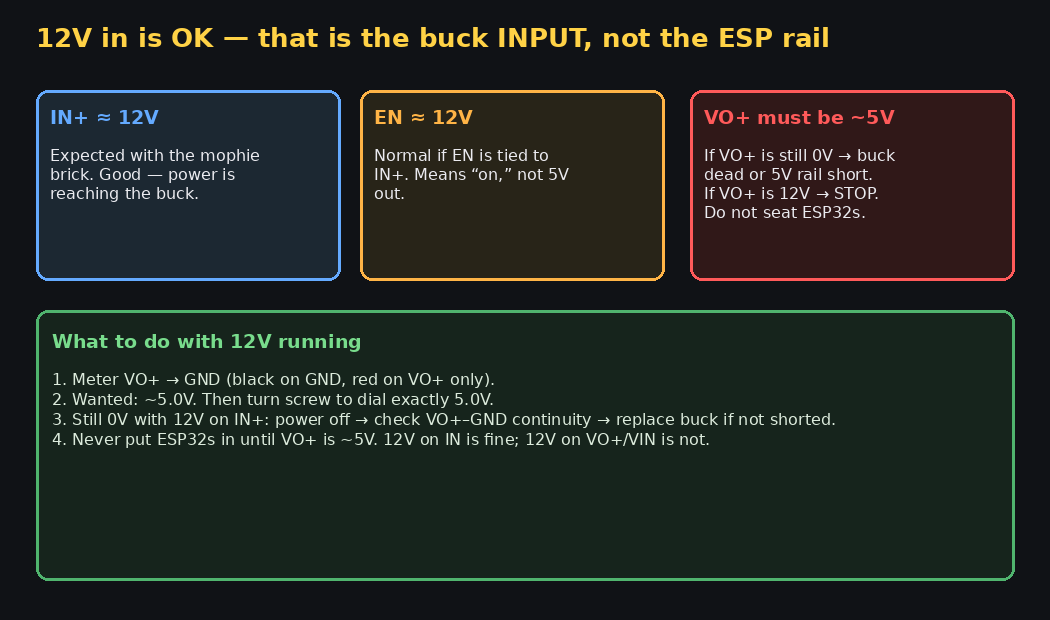 12V in is OK — that is the buck INPUT, not the ESP rail
IN+ ≈ 12V
Expected with the mophie
brick. Good — power is
reaching the buck.
EN ≈ 12V
Normal if EN is tied to
IN+. Means “on,” not 5V
out.
VO+ must be ~5V
If VO+ is still 0V → buck
dead or 5V rail short.
If VO+ is 12V → STOP.
Do not seat ESP32s.
What to do with 12V running
1. Meter VO+ → GND (black on GND, red on VO+ only).
2. Wanted: ~5.0V. Then turn screw to dial exactly 5.0V.
3. Still 0V with 12V on IN+: power off → check VO+–GND continuity → replace buck if not shorted.
4. Never put ESP32s in until VO+ is ~5V. 12V on IN is fine; 12V on VO+/VIN is not.